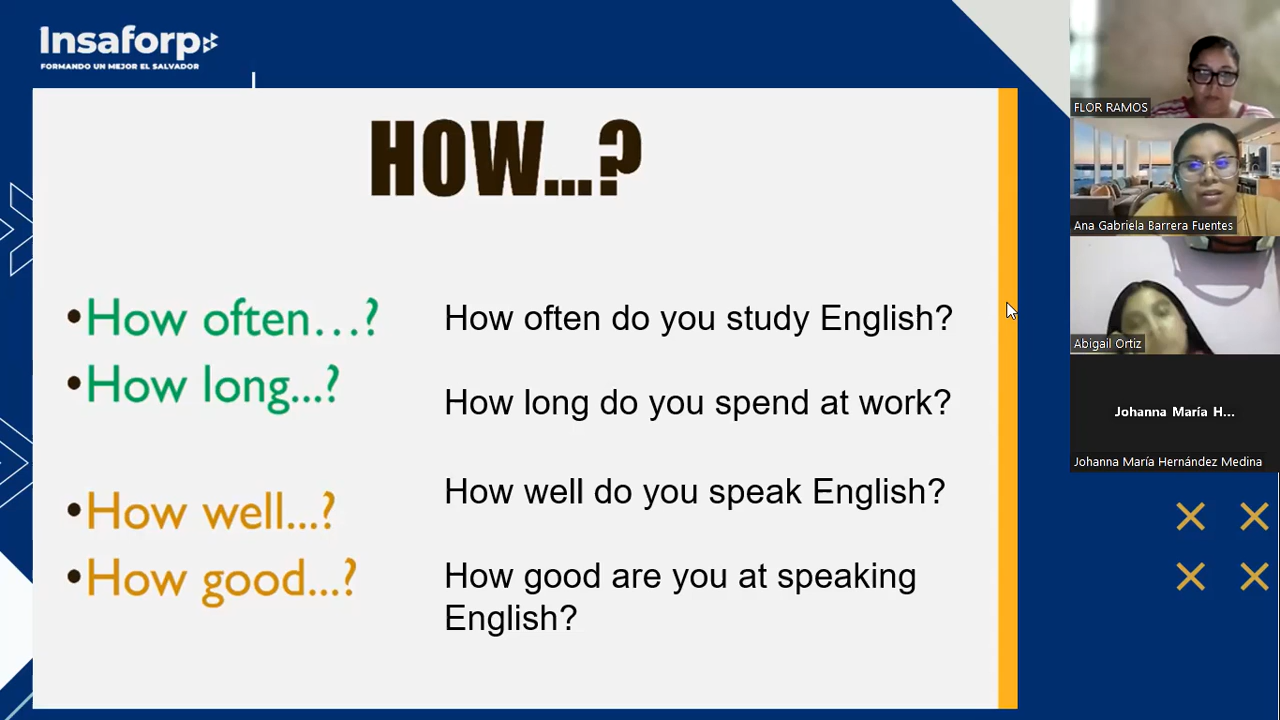 Insaforp
FORMANDO UN MEJOR EL SALVADOR
HOW...?
•How often…?
How often do you study English?
•How long...?
How long do you spend at work?
•How well...?
How well do you speak English?
•How good...?
How good are you at speaking
English?
FLOR RAMOS
Ana Gabriela Barrera Fuentes
Abigail Ortiz
Johanna María H...
Johanna María Hernández Medina